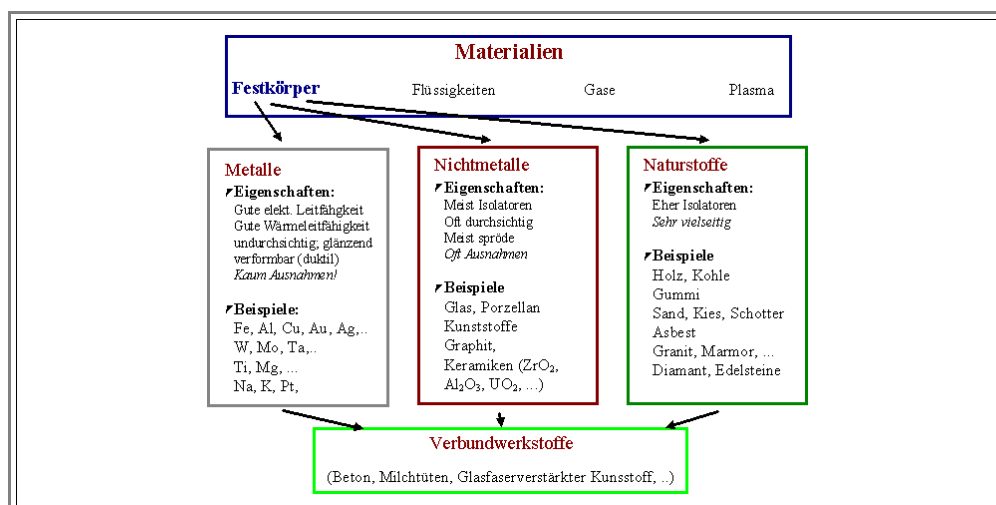 Materialien
Festkörper Flüssigkeiten Gase Plasma
Metalle
Eigenschaften:
Gute elekt. Leitfähgkeit
Gute Wärmeleitfähigkeit
undurchsichtig; glänzend
verformbar (duktil)
Kaum Ausnahmen!
Beispiele:
Fe, Al, Cu, Au, Ag,..
W, Mo, Ta,..
Ti, Mg, ...
Na, K, Pt,
Nichtmetalle
Eigenschaften:
Meist Isolatoren
Oft durchsichtig
Meist spröde
Oft Ausnahmen
Beispiele
Glas, Porzellan
Kunststoffe
Graphit,
Keramiken (ZrO₂,
Al₂O₃, UO₂, ...)
Naturstoffe
Eigenschaften:
Eher Isolatoren
Sehr vielseitig
Beispiele
Holz, Kohle
Gummi
Sand, Kies, Schotter
Asbest
Granit, Marmor, ...
Diamant, Edelsteine
Verbundwerkstoffe
(Beton, Milchtüten, Glasfaserverstärkter Kunsstoff, ..)